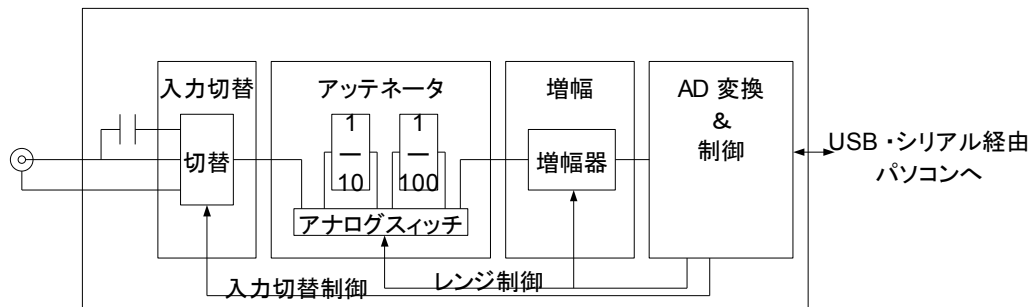 入力切替
切替
アッテネータ
1
10
1
100
アナログスィッチ
増幅
増幅器
AD 変換
&
制御
USB・シリアル経由
パソコンへ
レンジ制御
入力切替制御